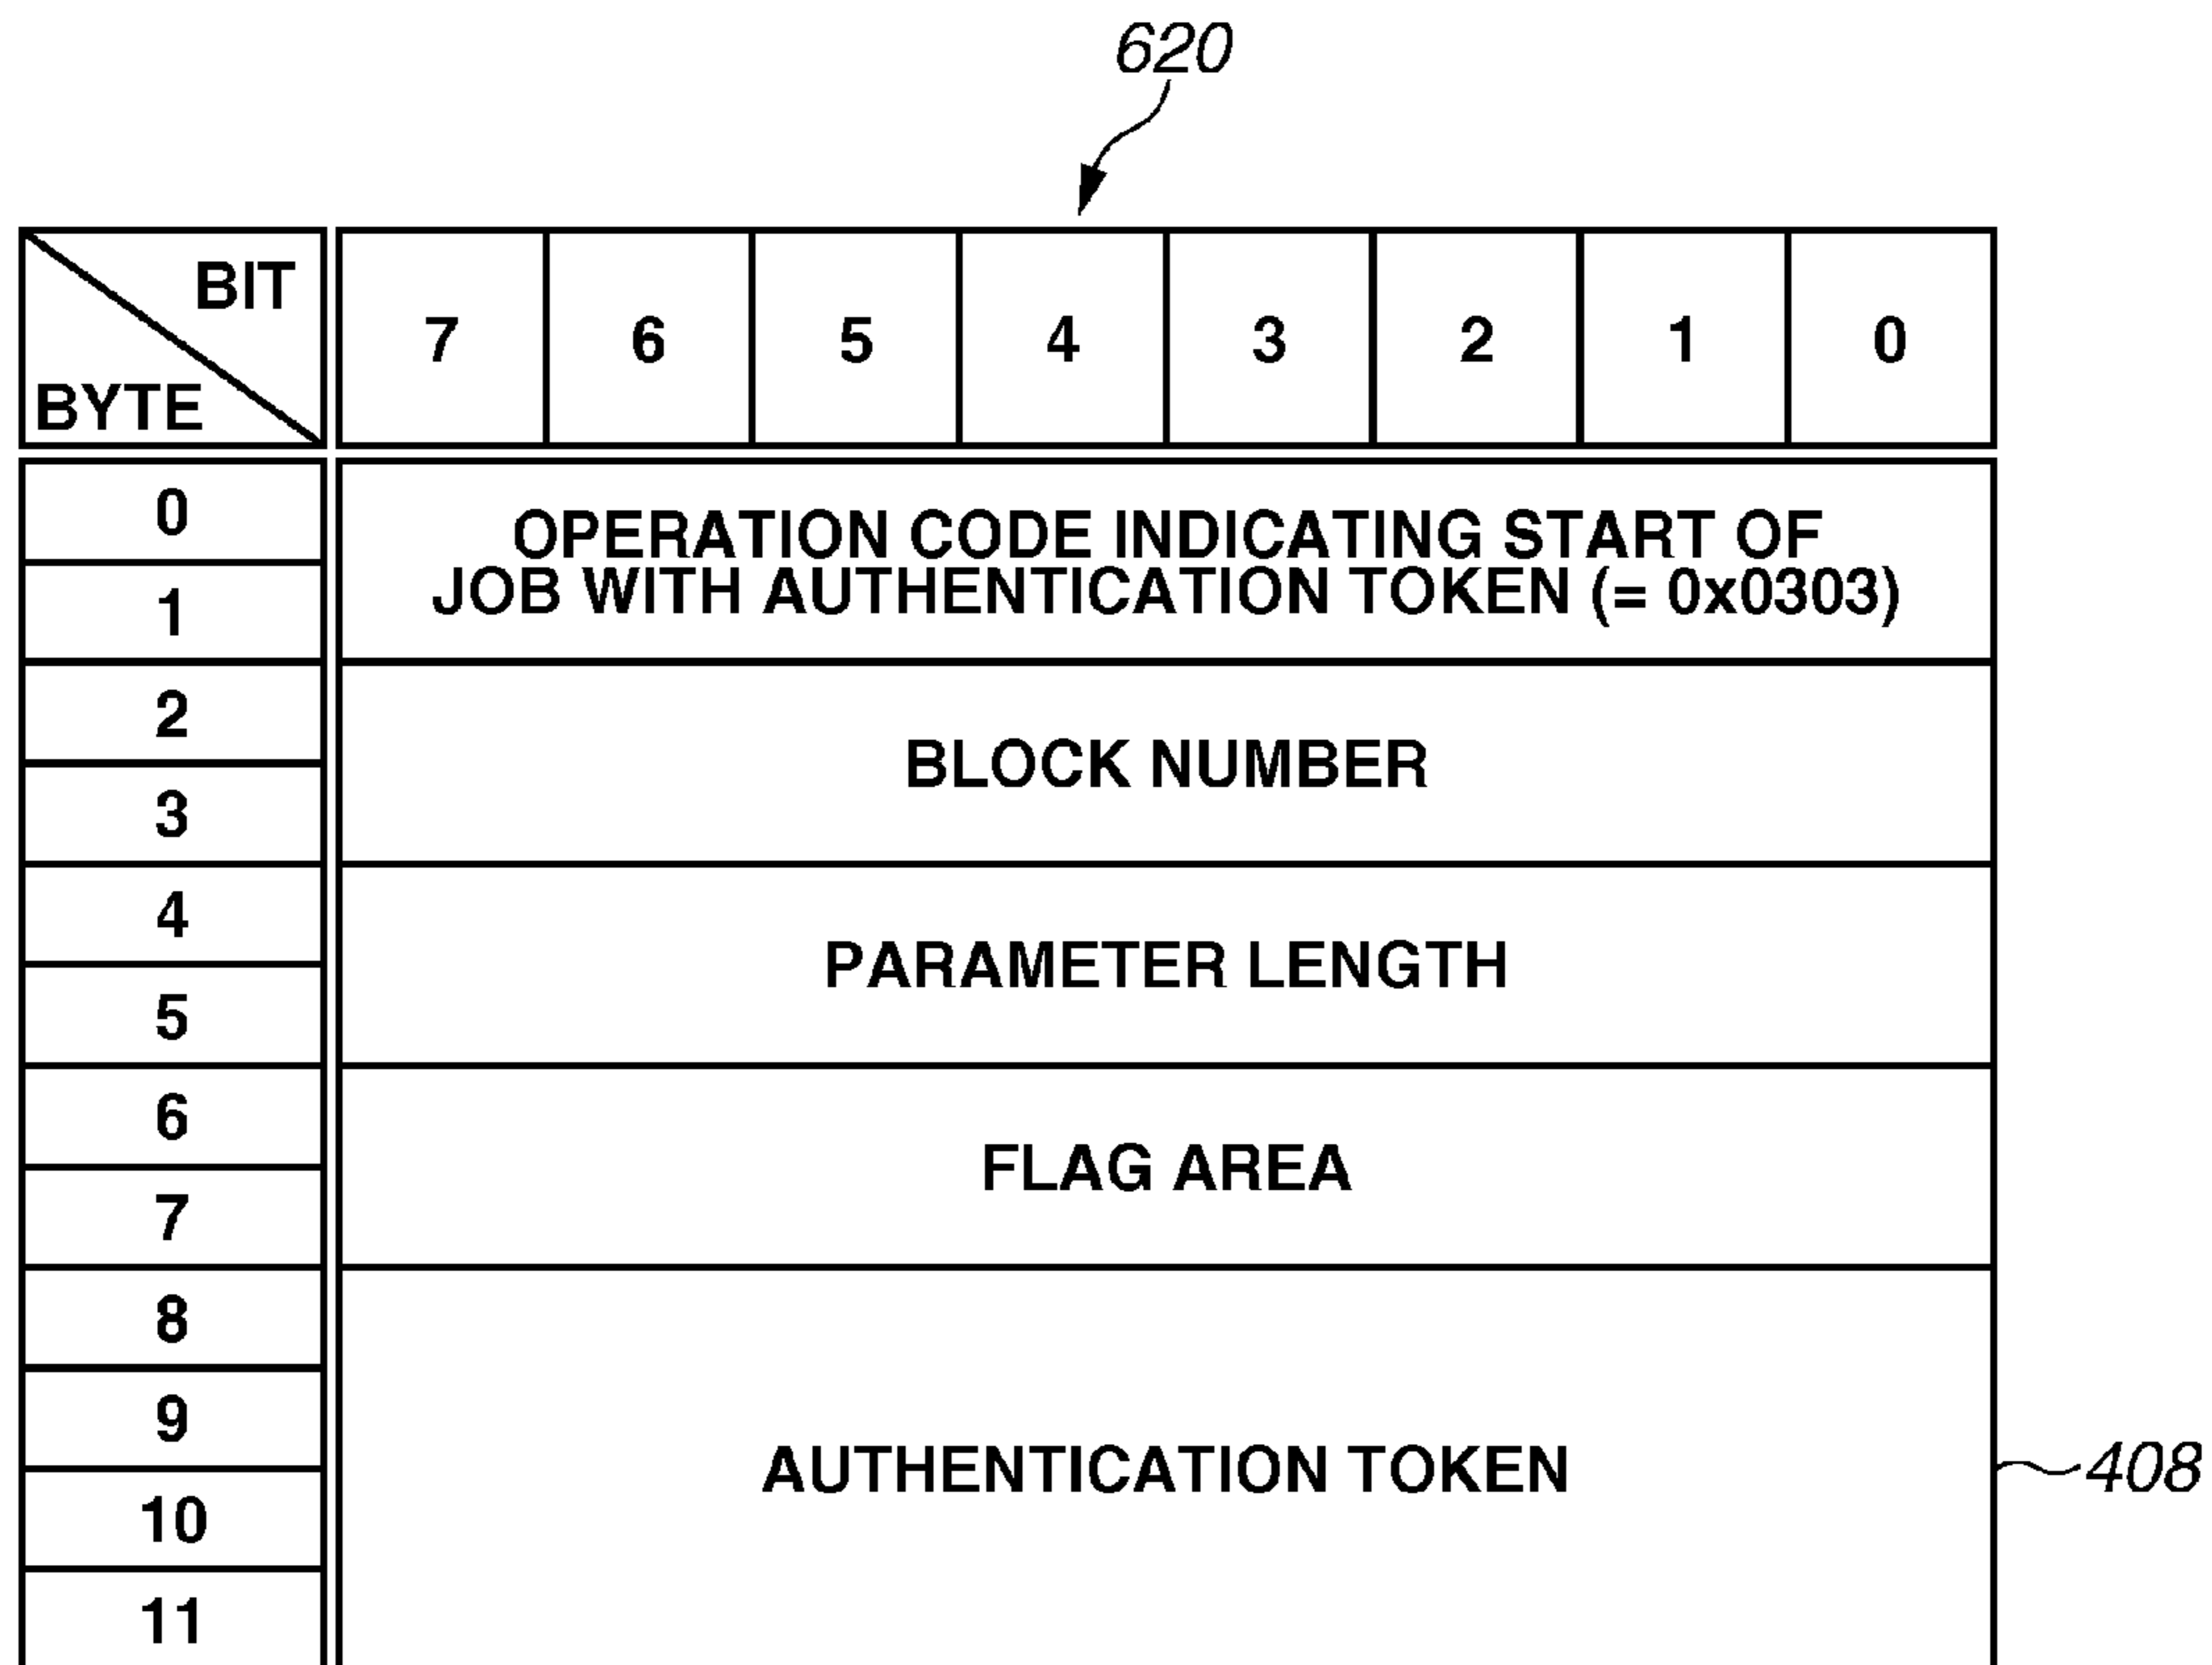 620
BIT
BYTE
7 6 5 4 3 2 1 0
0
1
OPERATION CODE INDICATING START OF
JOB WITH AUTHENTICATION TOKEN (= 0x0303)
2
3
BLOCK NUMBER
4
5
PARAMETER LENGTH
6
7
FLAG AREA
8
9
10
11
AUTHENTICATION TOKEN
408